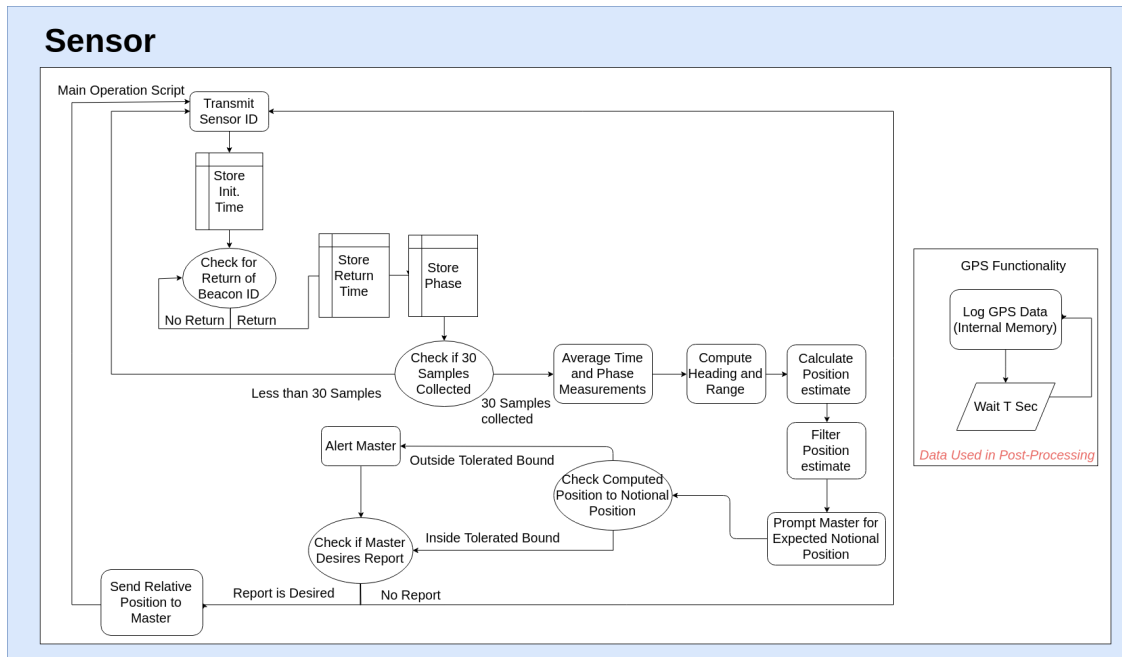 Sensor
Main Operation Script
Transmit
Sensor ID
Store
Init.
Time
Check for
Return of
Beacon ID
No Return
Return
Store
Return
Time
Store
Phase
Check if 30
Samples
Collected
Less than 30 Samples
30 Samples
collected
Average Time
and Phase
Measurements
Compute
Heading and
Range
Calculate
Position
estimate
Filter
Position
estimate
Prompt Master for
Expected Notional
Position
Check Computed
Position to Notional
Position
Outside Tolerated Bound
Alert Master
Inside Tolerated Bound
Check if Master
Desires Report
Report is Desired
No Report
Send Relative
Position to
Master
GPS Functionality
Log GPS Data
(Internal Memory)
Wait T Sec
Data Used in Post-Processing